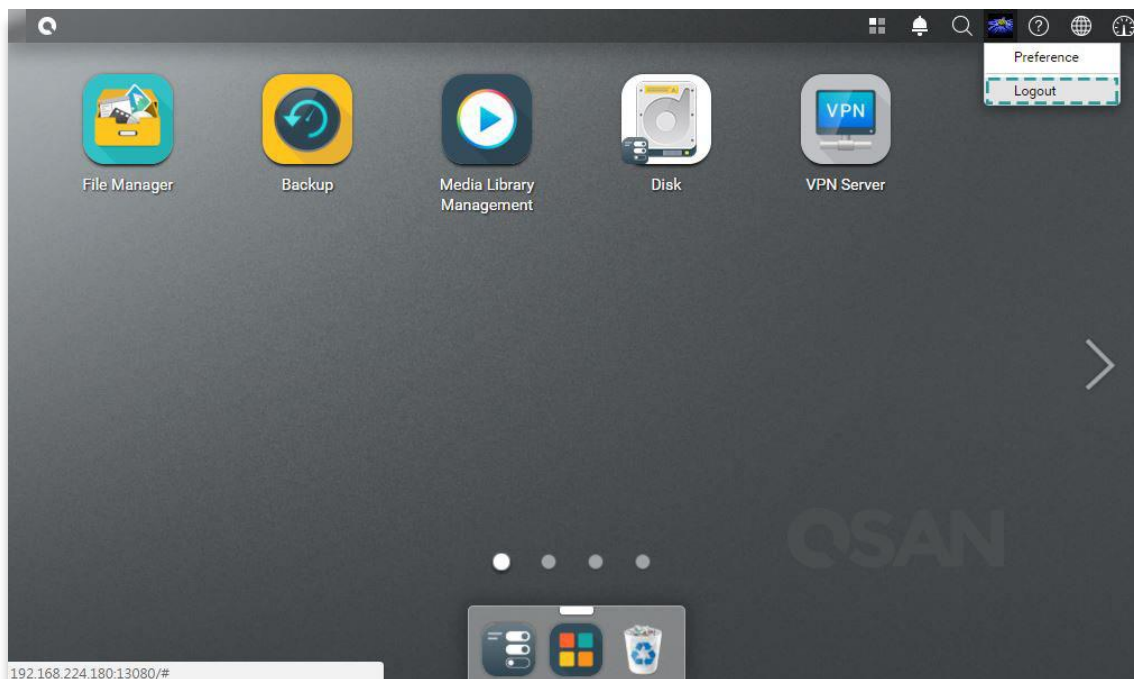 Preference
Logout
VPN
File Manager
Backup
Media Library
Management
Disk
VPN Server
QSAN
192.168.224.180:13080/#